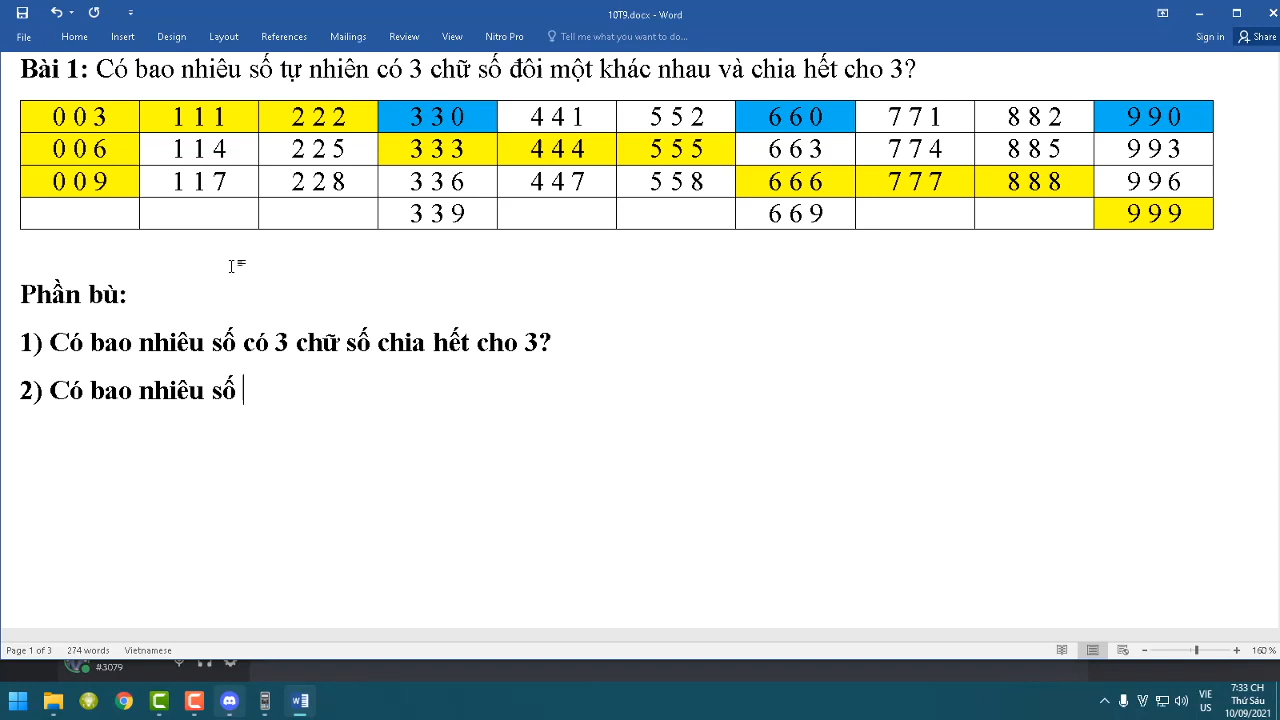 10T9.docx - Word
File Home Insert Design Layout References Mailings Review View Nitro Pro Tell me what you want to do... Sign in Share
Bài 1: Có bao nhiêu số tự nhiên có 3 chữ số đôi một khác nhau và chia hết cho 3?
0 0 3 1 1 1 2 2 2 3 3 0 4 4 1 5 5 2 6 6 0 7 7 1 8 8 2 9 9 0
0 0 6 1 1 4 2 2 5 3 3 3 4 4 4 5 5 5 6 6 3 7 7 4 8 8 5 9 9 3
0 0 9 1 1 7 2 2 8 3 3 6 4 4 7 5 5 8 6 6 6 7 7 7 8 8 8 9 9 6
3 3 9 6 6 9 9 9 9
Phần bù:
1) Có bao nhiêu số có 3 chữ số chia hết cho 3?
2) Có bao nhiêu số
Page 1 of 3 274 words Vietnamese 160 %
#3079
VIE
US
7:33 CH
Thứ Sáu
10/09/2021